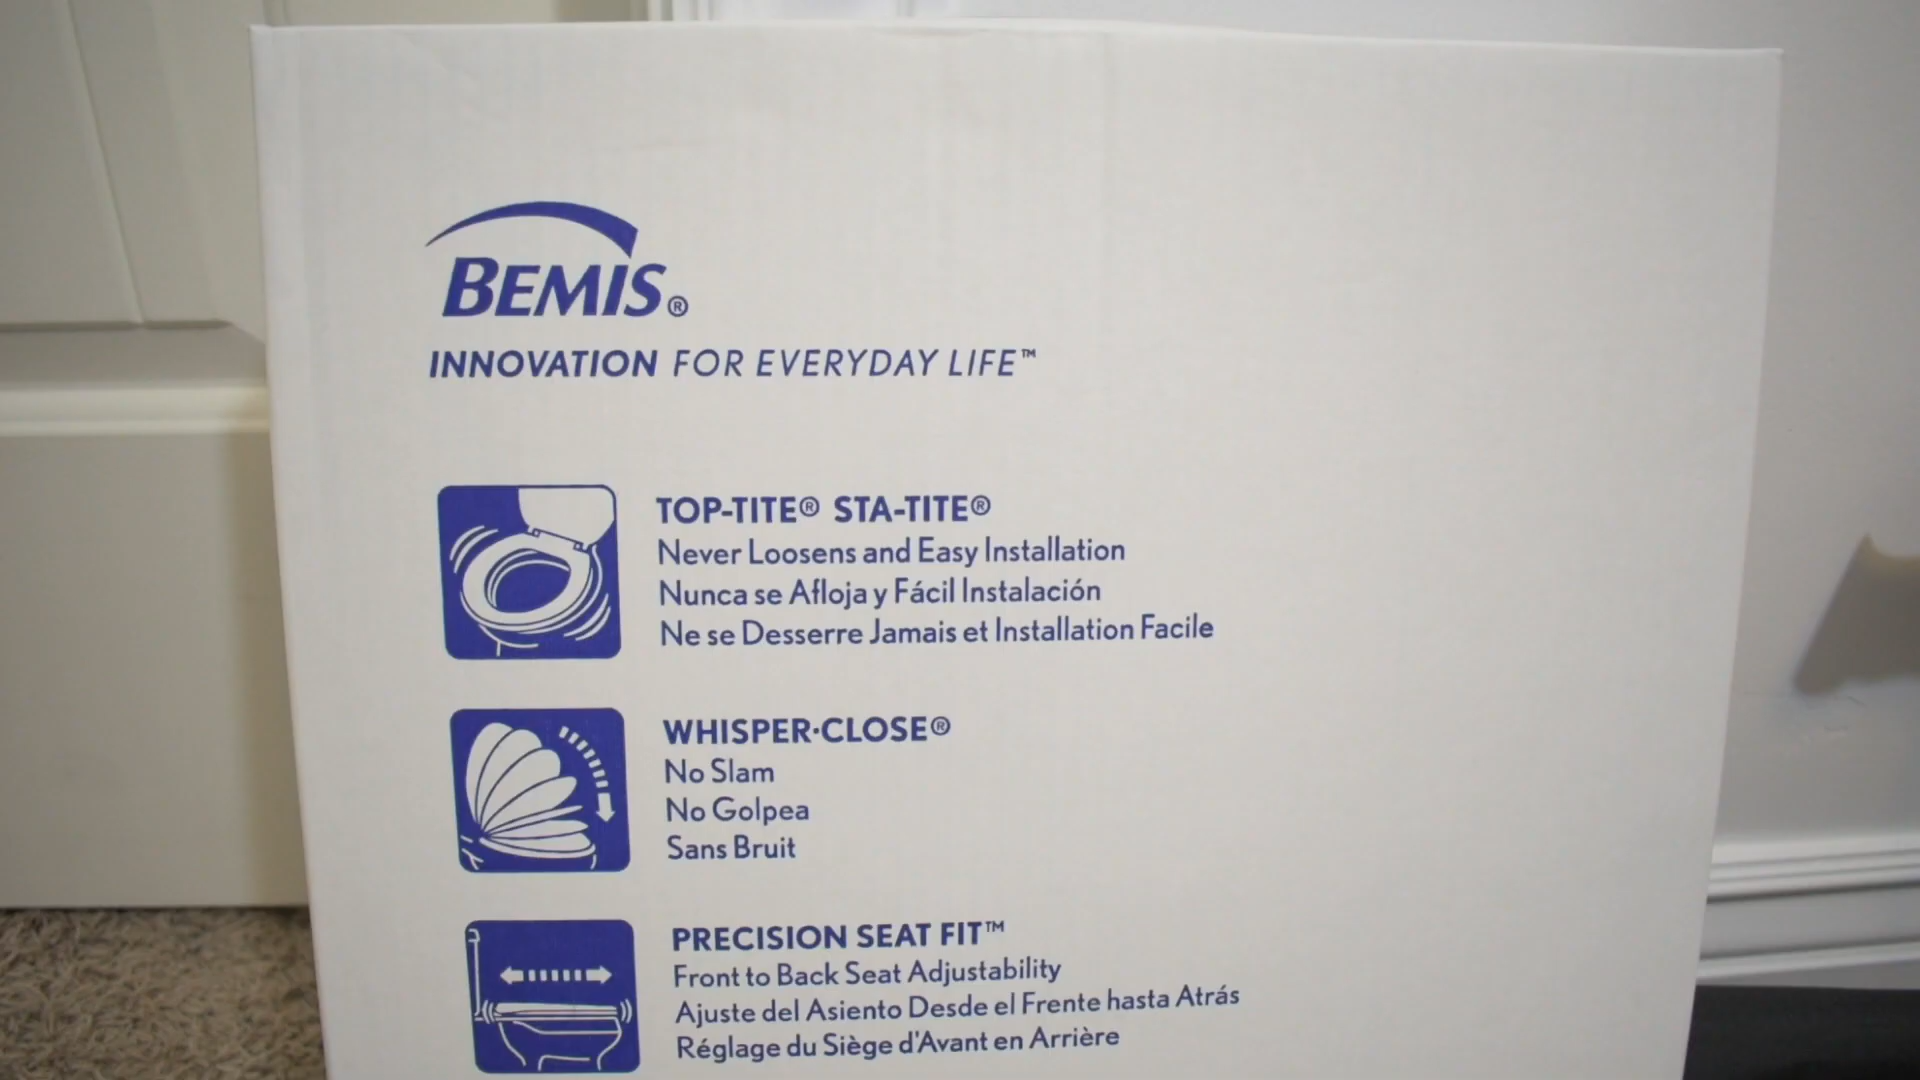 BEMIS®
INNOVATION FOR EVERYDAY LIFE™
TOP-TITE® STA-TITE®
Never Loosens and Easy Installation
Nunca se Afloja y Fácil Instalación
Ne se Desserre Jamais et Installation Facile
WHISPER•CLOSE®
No Slam
No Golpea
Sans Bruit
PRECISION SEAT FIT™
Front to Back Seat Adjustability
Ajuste del Asiento Desde el Frente hasta Atrás
Réglage du Siège d'Avant en Arrière